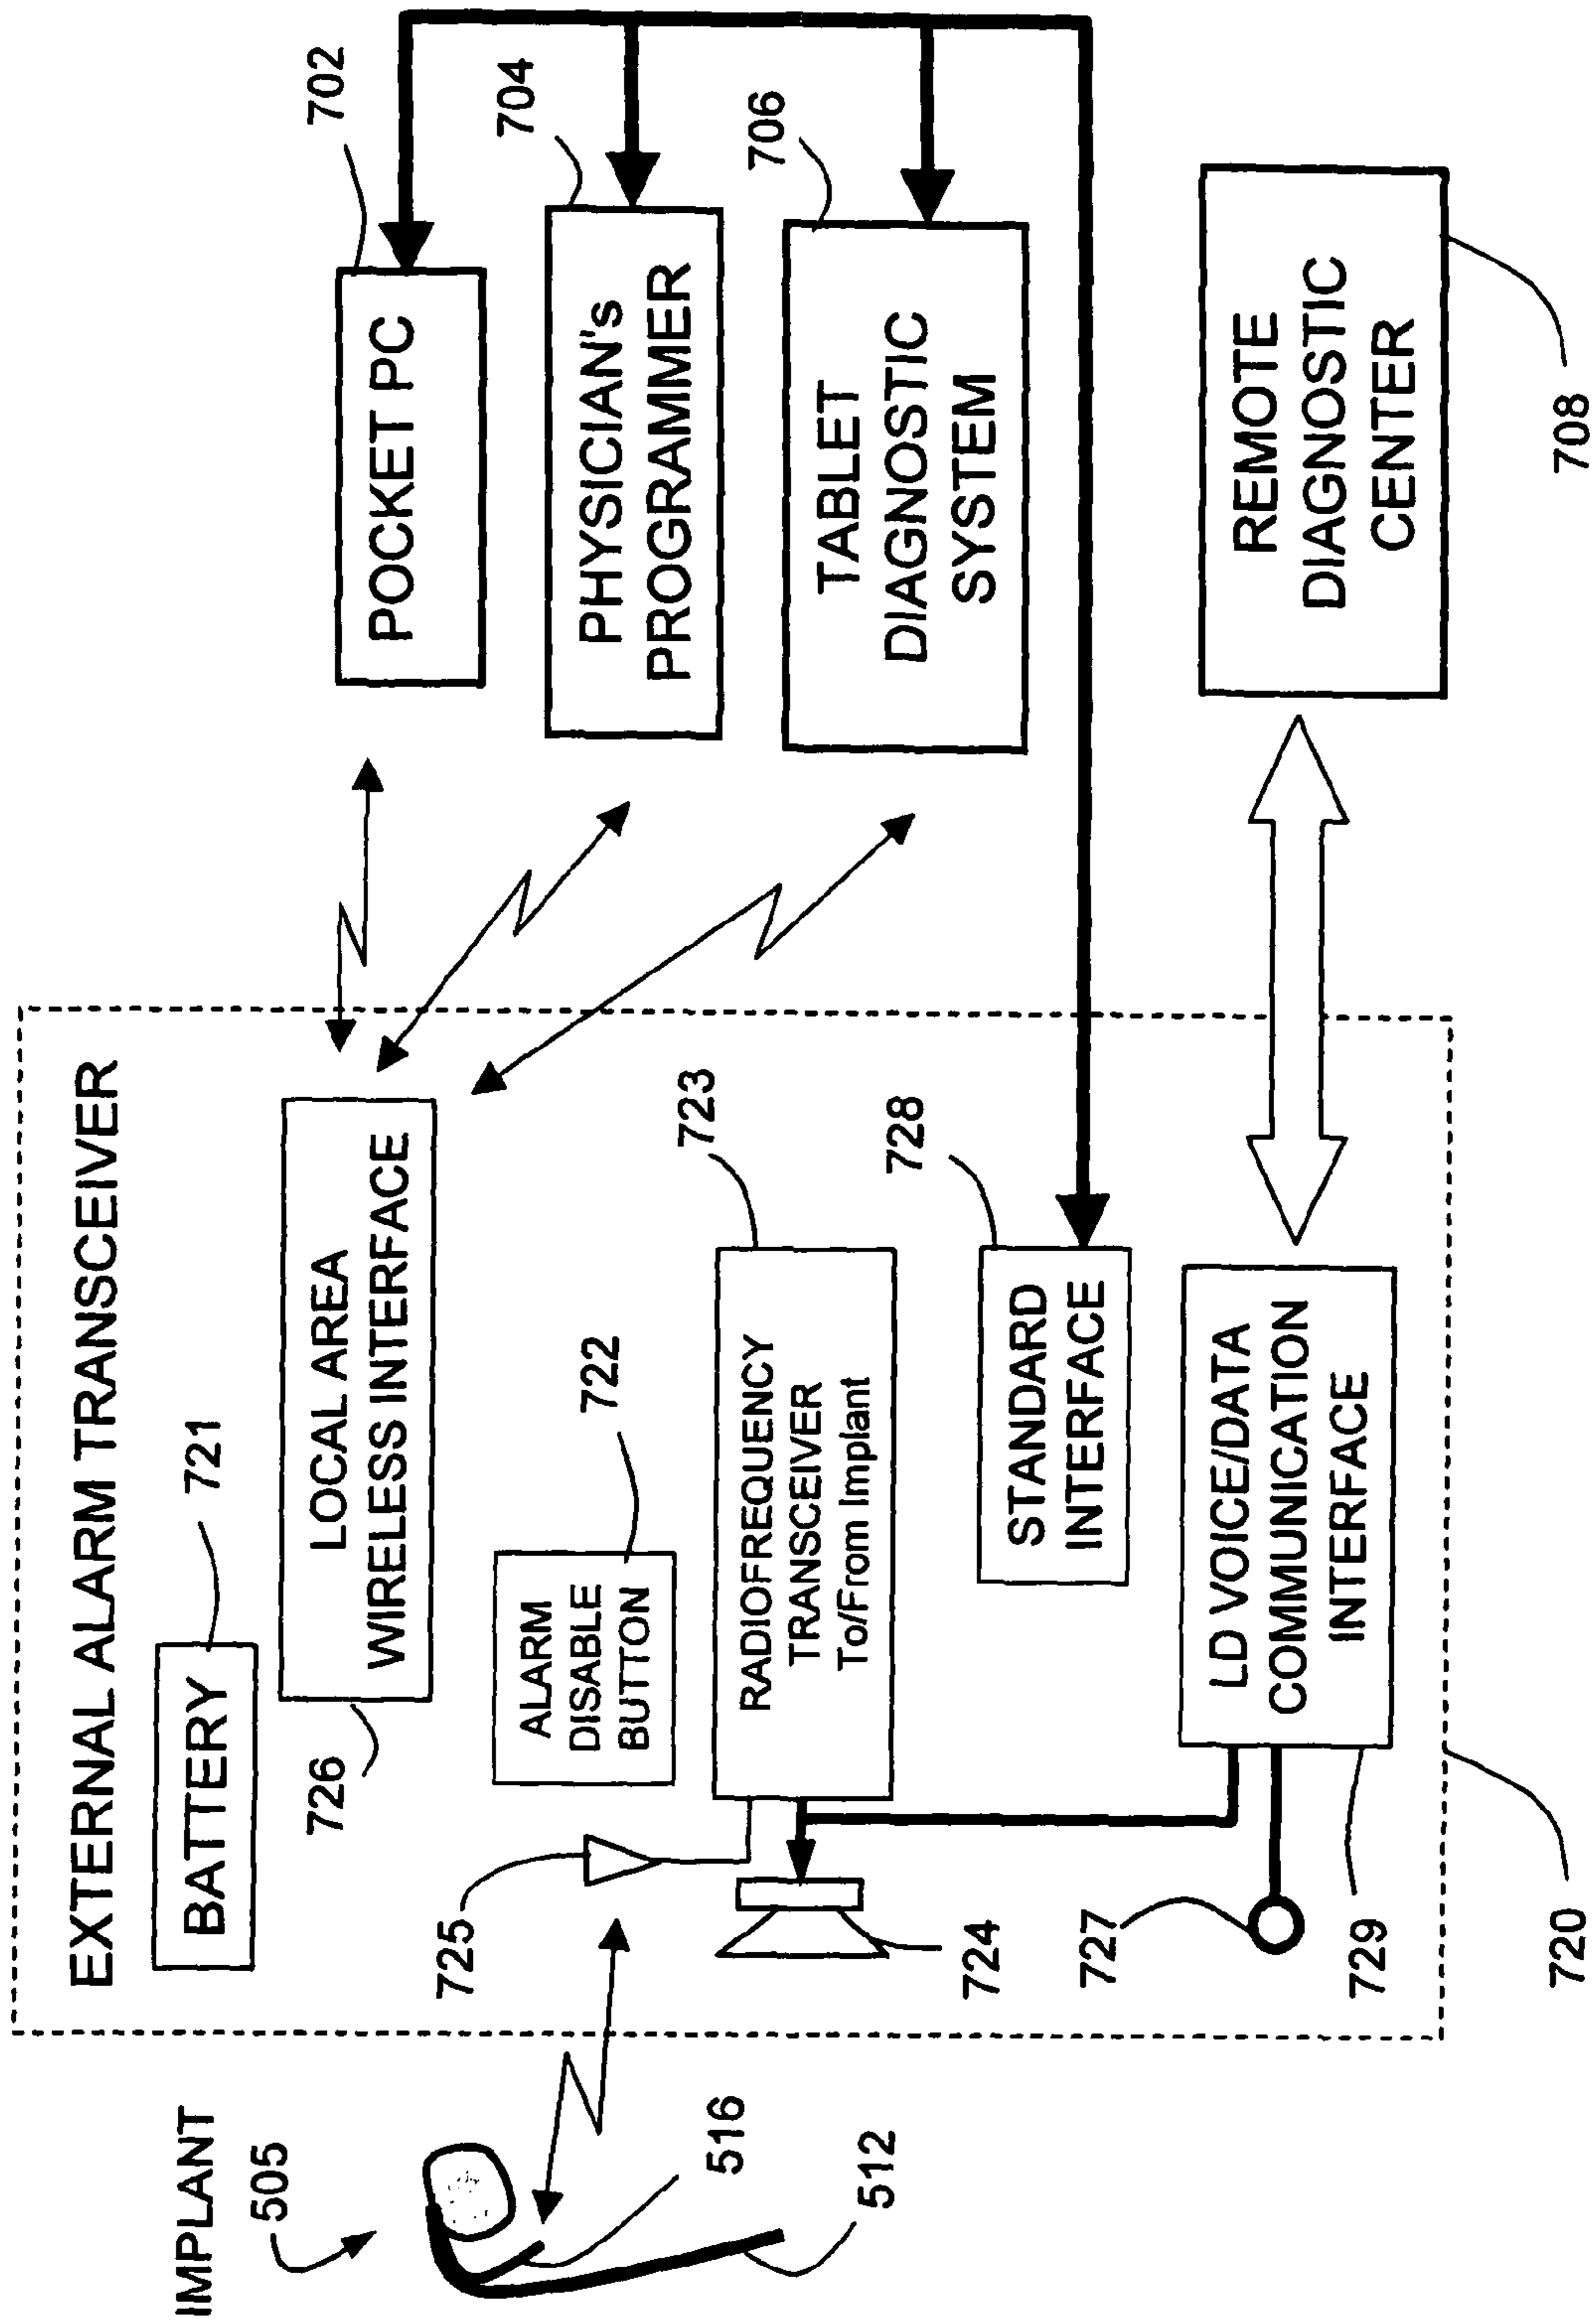 IMPLANT
505
516
512
EXTERNAL ALARM TRANSCEIVER
BATTERY
721
LOCAL AREA
WIRELESS INTERFACE
726
ALARM
DISABLE
BUTTON
722
725
RADIOFREQUENCY
TRANSCEIVER
To/From Implant
723
724
STANDARD
INTERFACE
728
727
LD VOICE/DATA
COMMUNICATION
INTERFACE
729
720
POCKET PC
702
PHYSICIAN's
PROGRAMMER
704
TABLET
DIAGNOSTIC
SYSTEM
706
REMOTE
DIAGNOSTIC
CENTER
708